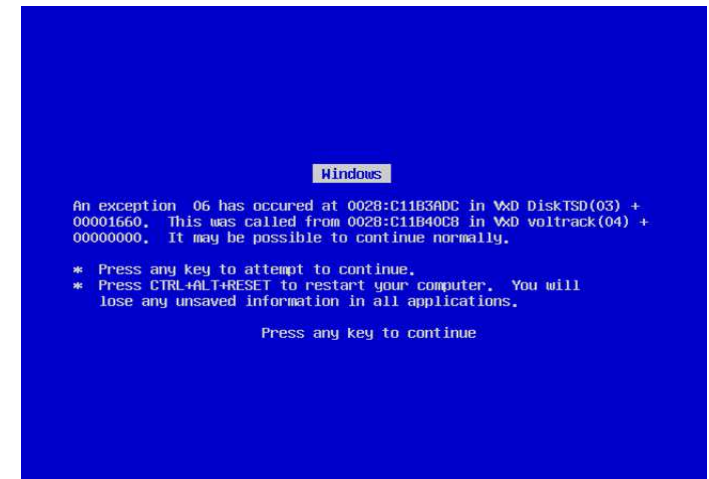 Windows
An exception 06 has occured at 0028:C11B3ADC in VxD DiskTSD(03) +
00001660. This was called from 0028:C11B40C8 in VxD voltrack(04) +
00000000. It may be possible to continue normally.
* Press any key to attempt to continue.
* Press CTRL+ALT+RESET to restart your computer. You will
lose any unsaved information in all applications.
Press any key to continue